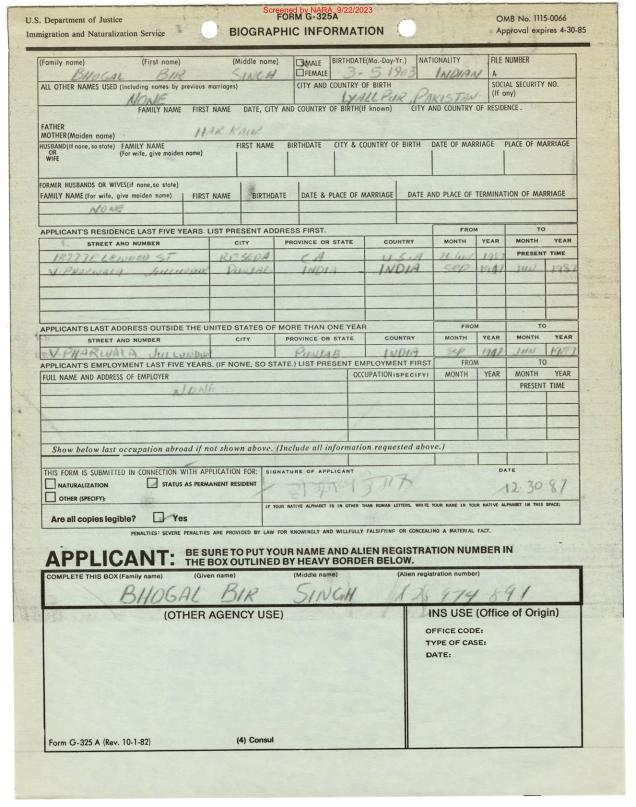 Screened by NARA, 9/22/2023
U.S. Department of Justice FORM G-325A OMB No. 1115-0066
Immigration and Naturalization Service BIOGRAPHIC INFORMATION Approval expires 4-30-85
(Family name) (First name) (Middle name) MALE BIRTHDATE(Mo.-Day-Yr.) NATIONALITY FILE NUMBER
BHOGAL BIR SINGH FEMALE 3-5 1903 INDIAN A-
ALL OTHER NAMES USED (Including names by previous marriages) CITY AND COUNTRY OF BIRTH SOCIAL SECURITY NO. (If any)
NONE LYALLPUR, PAKISTAN
FAMILY NAME FIRST NAME DATE, CITY AND COUNTRY OF BIRTH(If known) CITY AND COUNTRY OF RESIDENCE.
FATHER
MOTHER(Maiden name) HAR KAUR
HUSBAND(If none, so state) OR WIFE FAMILY NAME (For wife, give maiden name) FIRST NAME BIRTHDATE CITY & COUNTRY OF BIRTH DATE OF MARRIAGE PLACE OF MARRIAGE
FORMER HUSBANDS OR WIVES(if none,so state)
FAMILY NAME (For wife, give maiden name) FIRST NAME BIRTHDATE DATE & PLACE OF MARRIAGE DATE AND PLACE OF TERMINATION OF MARRIAGE
NONE
APPLICANT'S RESIDENCE LAST FIVE YEARS. LIST PRESENT ADDRESS FIRST. FROM TO
STREET AND NUMBER CITY PROVINCE OR STATE COUNTRY MONTH YEAR MONTH YEAR
ST RESEDA CA U.S.A PRESENT TIME
V-PHARWALA JULLUNDUR PUNJAB INDIA - INDIA SEP JUN
APPLICANT'S LAST ADDRESS OUTSIDE THE UNITED STATES OF MORE THAN ONE YEAR FROM TO
STREET AND NUMBER CITY PROVINCE OR STATE COUNTRY MONTH YEAR MONTH YEAR
V-PHARWALA JULLUNDUR PUNJAB INDIA JUN
APPLICANT'S EMPLOYMENT LAST FIVE YEARS. (IF NONE, SO STATE.) LIST PRESENT EMPLOYMENT FIRST FROM TO
FULL NAME AND ADDRESS OF EMPLOYER OCCUPATION(SPECIFY) MONTH YEAR MONTH YEAR
NONE PRESENT TIME
Show below last occupation abroad if not shown above. (Include all information requested above.)
THIS FORM IS SUBMITTED IN CONNECTION WITH APPLICATION FOR: SIGNATURE OF APPLICANT DATE
NATURALIZATION STATUS AS PERMANENT RESIDENT 12.30.87
OTHER (SPECIFY):
IF YOUR NATIVE ALPHABET IS IN OTHER THAN ROMAN LETTERS, WRITE YOUR NAME IN YOUR NATIVE ALPHABET IN THIS SPACE:
Are all copies legible? Yes
PENALTIES: SEVERE PENALTIES ARE PROVIDED BY LAW FOR KNOWINGLY AND WILLFULLY FALSIFYING OR CONCEALING A MATERIAL FACT.
APPLICANT: BE SURE TO PUT YOUR NAME AND ALIEN REGISTRATION NUMBER IN
THE BOX OUTLINED BY HEAVY BORDER BELOW.
COMPLETE THIS BOX (Family name) (Given name) (Middle name) (Alien registration number)
BHOGAL BIR SINGH A28 974 891
(OTHER AGENCY USE) INS USE (Office of Origin)
OFFICE CODE:
TYPE OF CASE:
DATE:
Form G-325 A (Rev. 10-1-82) (4) Consul